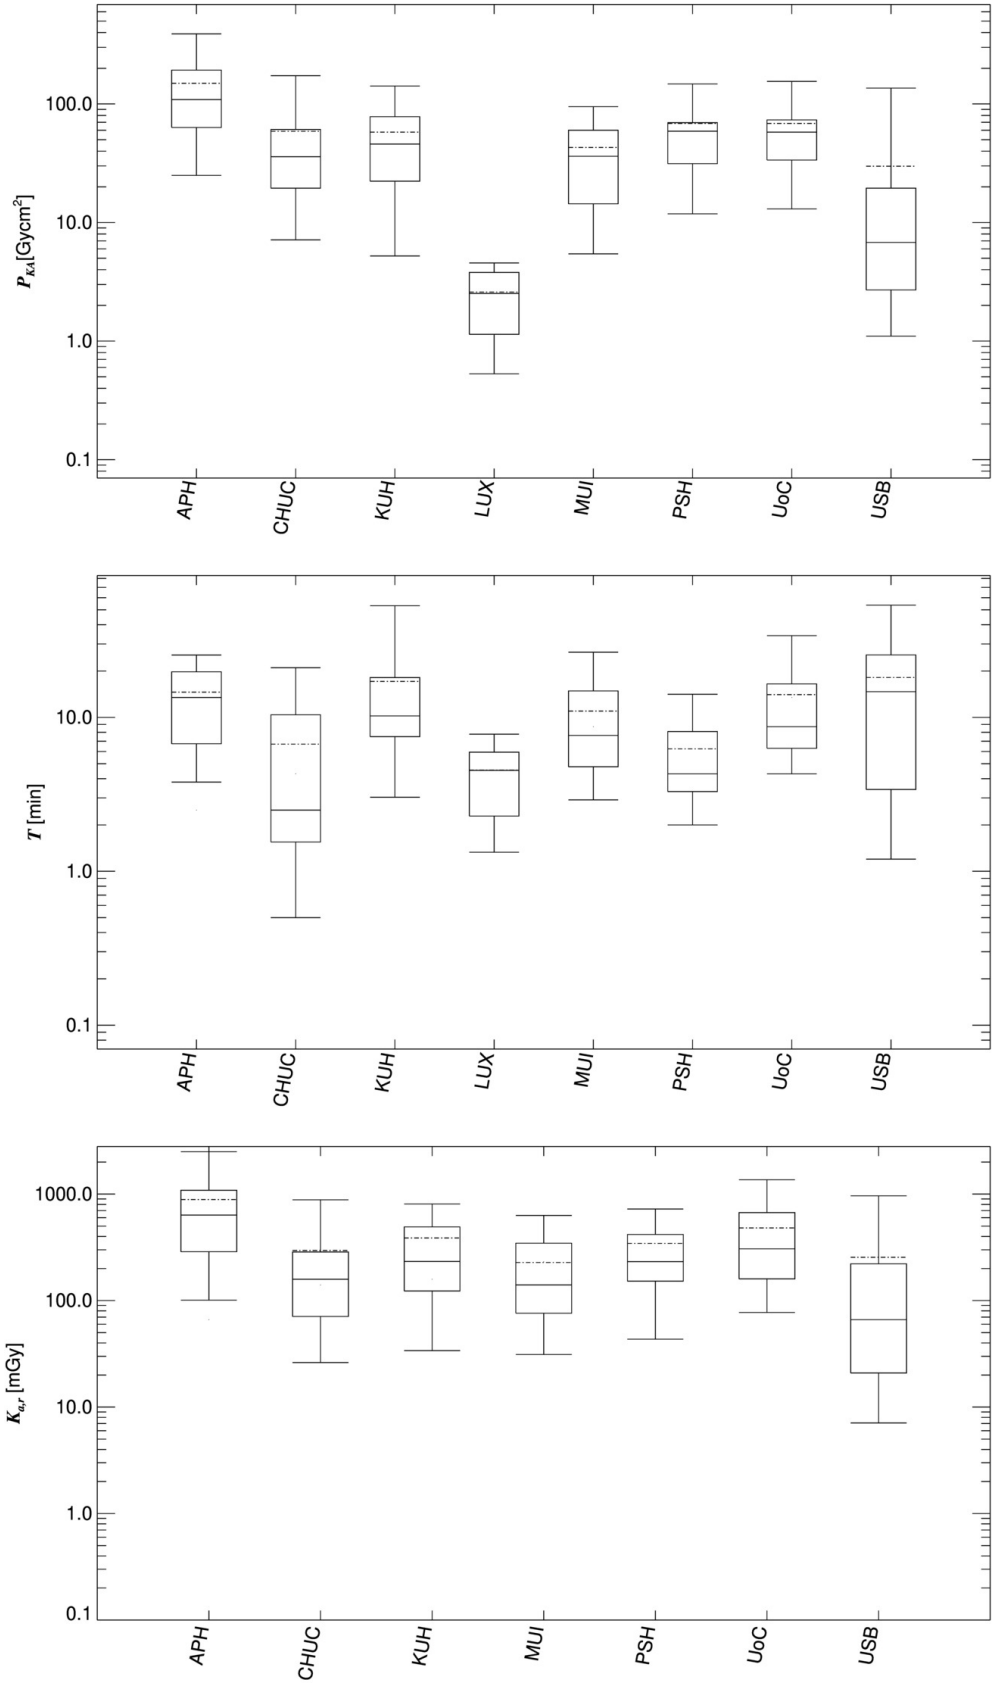 100.0
10.0
1.0
0.1
P_KA[Gycm²]
APH CHUC KUH LUX MUI PSH UoC USB
10.0
1.0
0.1
T [min]
APH CHUC KUH LUX MUI PSH UoC USB
1000.0
100.0
10.0
1.0
0.1
K_a,r [mGy]
APH CHUC KUH MUI PSH UoC USB